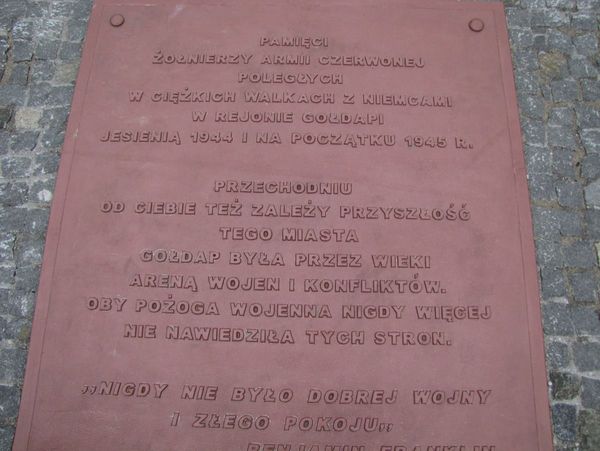 PAMIĘCI
ŻOŁNIERZY ARMII CZERWONEJ
POLEGŁYCH
W CIĘŻKICH WALKACH Z NIEMCAMI
W REJONIE GOŁDAPI
JESIENIĄ 1944 I NA POCZĄTKU 1945 R.
PRZECHODNIU
OD CIEBIE TEŻ ZALEŻY PRZYSZŁOŚĆ
TEGO MIASTA
GOŁDAP BYŁA PRZEZ WIEKI
ARENĄ WOJEN I KONFLIKTÓW.
OBY POŻOGA WOJENNA NIGDY WIĘCEJ
NIE NAWIEDZIŁA TYCH STRON.
„NIGDY NIE BYŁO DOBREJ WOJNY
I ZŁEGO POKOJU„
BENJAMIN FRANKLIN